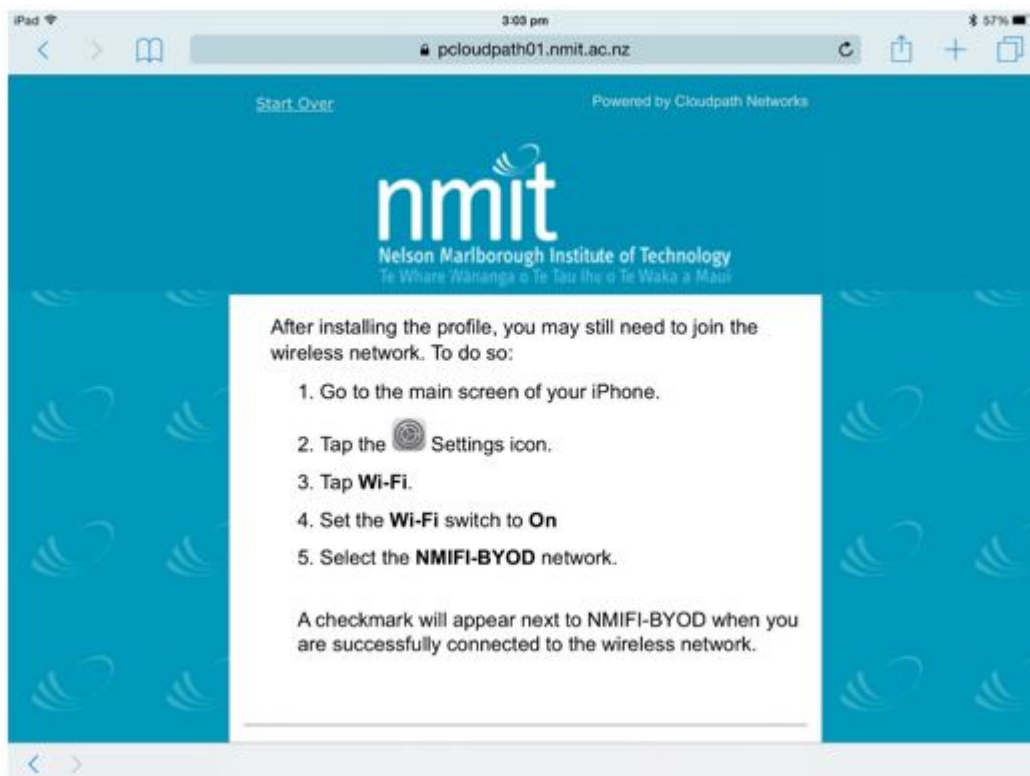 iPad 3:03 pm 57%
pcloudpath01.nmit.ac.nz
Start Over Powered by Cloudpath Networks
nmit
Nelson Marlborough Institute of Technology
Te Whare Wānanga o Te Tau Ihu o Te Waka a Maui
After installing the profile, you may still need to join the
wireless network. To do so:
1. Go to the main screen of your iPhone.
2. Tap the Settings icon.
3. Tap Wi-Fi.
4. Set the Wi-Fi switch to On
5. Select the NMIFI-BYOD network.
A checkmark will appear next to NMIFI-BYOD when you
are successfully connected to the wireless network.